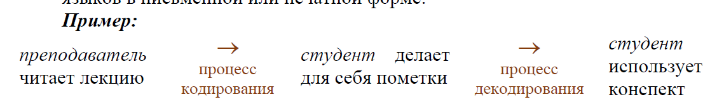 языков в письменной или печатной форме.
Пример:
преподаватель
читает лекцию
→
процесс
кодирования
студент делает
для себя пометки
→
процесс
декодирования
студент
использует
конспект